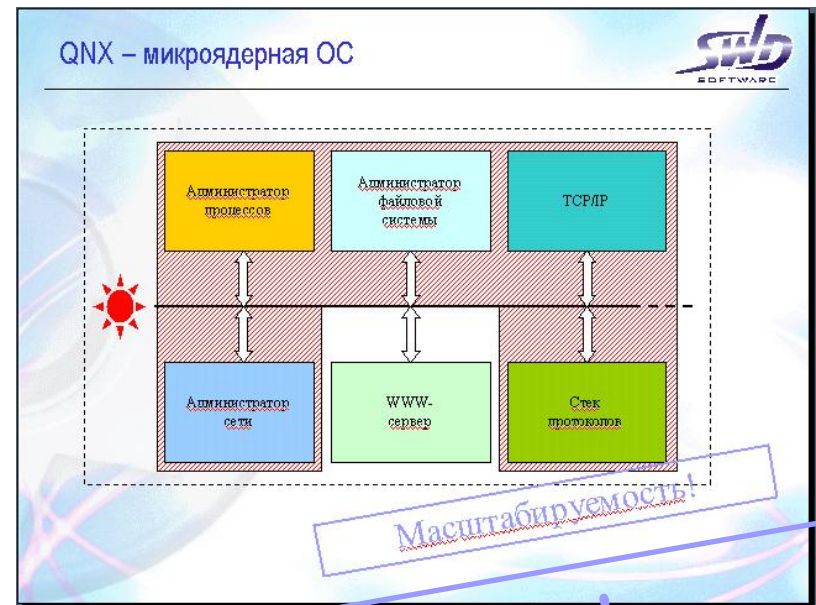 QNX – микроядерная ОС
SWD
SOFTWARE
Администратор
процессов
Администратор
файловой
системы
TCP/IP
Администратор
сети
WWW-
сервер
Стек
протоколов
Масштабируемость!